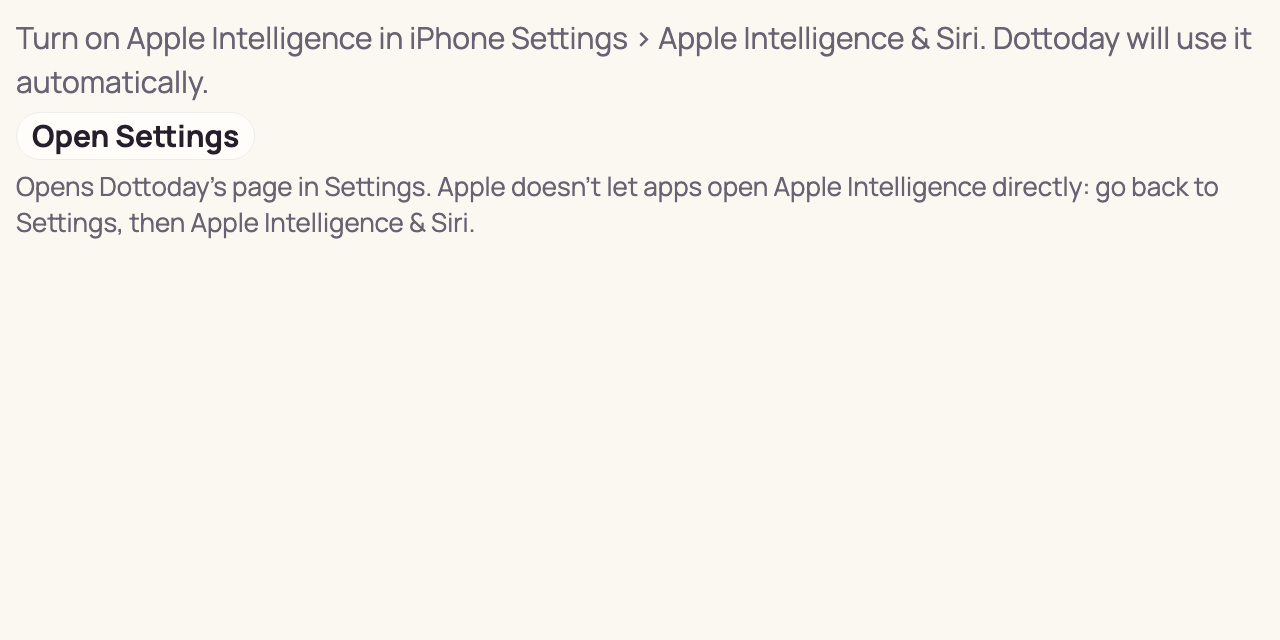 Turn on Apple Intelligence in iPhone Settings › Apple Intelligence & Siri. Dottoday will use it
automatically.
Open Settings
Opens Dottoday’s page in Settings. Apple doesn’t let apps open Apple Intelligence directly: go back to
Settings, then Apple Intelligence & Siri.